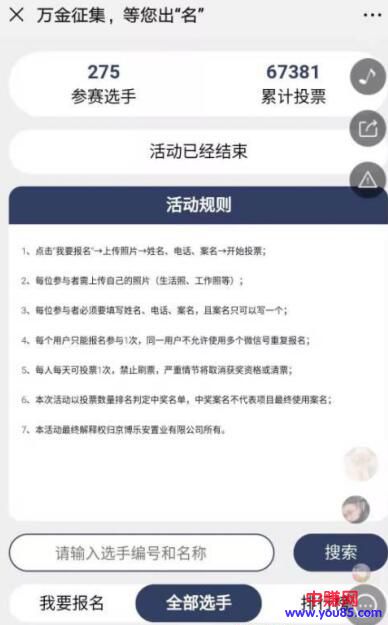 万金征集，等您出“名”
275
67381
参赛选手
累计投票
活动已经结束
活动规则
1、点击“我要报名”→上传照片→姓名、电话、案名→开始投票；
2、每位参与者需上传自己的照片（生活照、工作照等）；
3、每位参与者必须要填写姓名、电话、案名，且案名只可以写一个；
4、每个用户只能报名参与1次，同一用户不允许使用多个微信号重复报名；
5、每人每天可投票1次，禁止刷票，严重情节将取消获奖资格或清票；
6、本次活动以投票数量排名判定中奖名单，中奖案名不代表项目最终使用案名；
7、本活动最终解释权归京博乐安置业有限公司所有。
请输入选手编号和名称
搜索
我要报名
全部选手
中赚网
www.you85.com